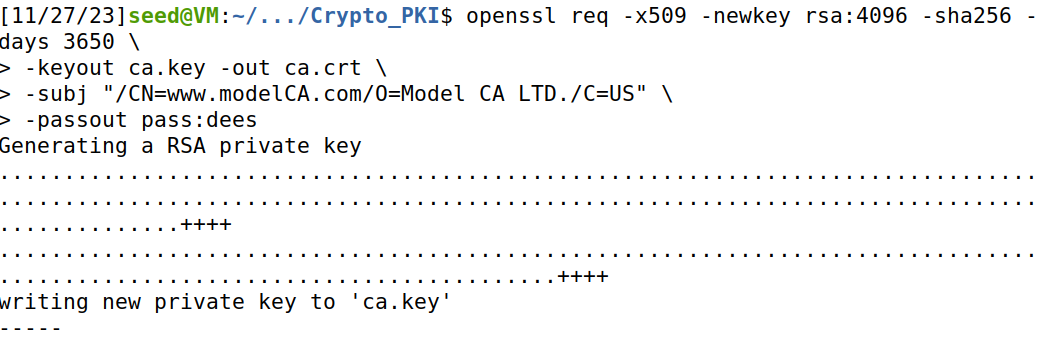 [11/27/23]seed@VM:~/.../Crypto_PKI$ openssl req -x509 -newkey rsa:4096 -sha256 -
days 3650 \
> -keyout ca.key -out ca.crt \
> -subj "/CN=www.modelCA.com/O=Model CA LTD./C=US" \
> -passout pass:dees
Generating a RSA private key
................................................................................
................................................................................
..............++++
................................................................................
...........................................++++
writing new private key to 'ca.key'
-----